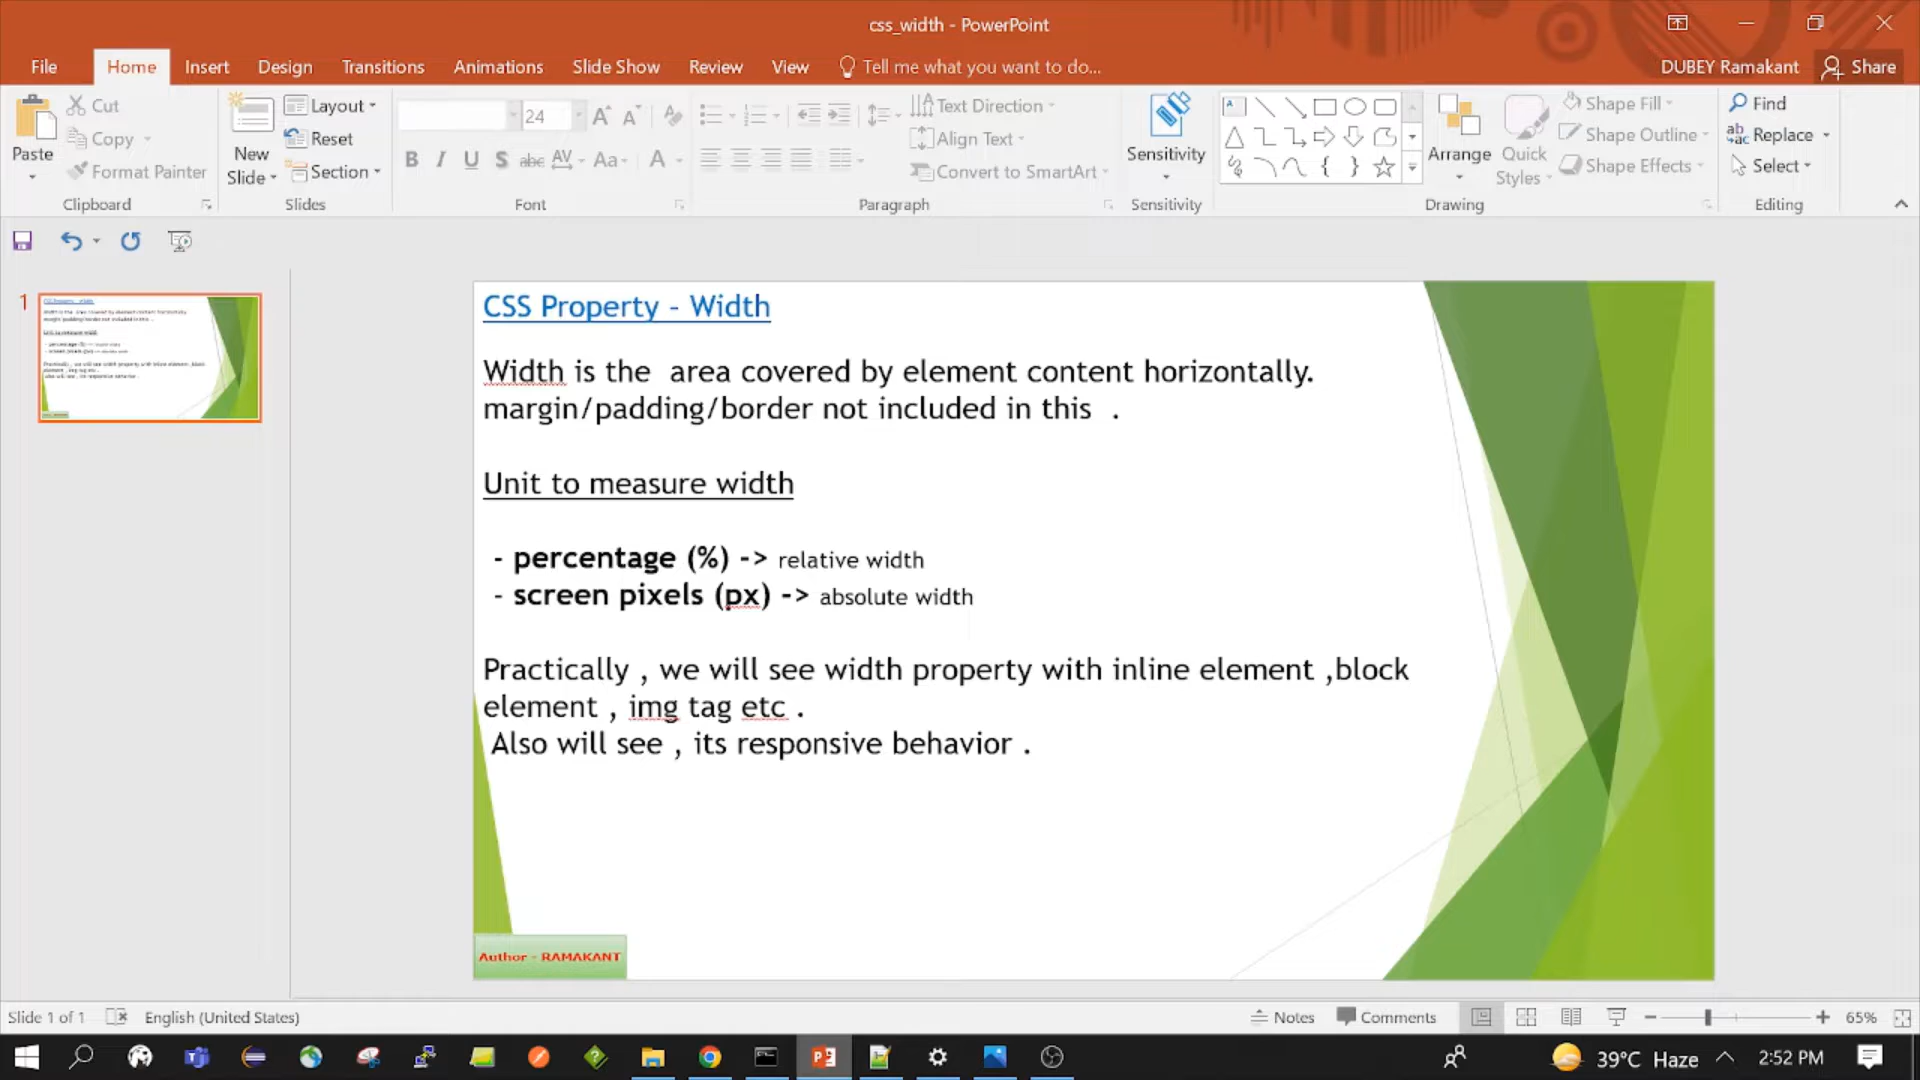 css_width - PowerPoint
File Home Insert Design Transitions Animations Slide Show Review View Tell me what you want to do... DUBEY Ramakant Share
Paste
Cut
Copy
Format Painter
Clipboard
New Slide
Layout
Reset
Section
Slides
24
B I U S abc AV Aa A
Font
Text Direction
Align Text
Convert to SmartArt
Paragraph
Sensitivity
Sensitivity
Arrange
Quick Styles
Shape Fill
Shape Outline
Shape Effects
Drawing
Find
Replace
Select
Editing
1
CSS Property - Width
Width is the  area covered by element content horizontally.
margin/padding/border not included in this  .
Unit to measure width
- percentage (%) -> relative width
- screen pixels (px) -> absolute width
Practically , we will see width property with inline element ,block
element , img tag etc .
Also will see , its responsive behavior .
Author - RAMAKANT
Slide 1 of 1 English (United States) Notes Comments 65%
39°C Haze 2:52 PM